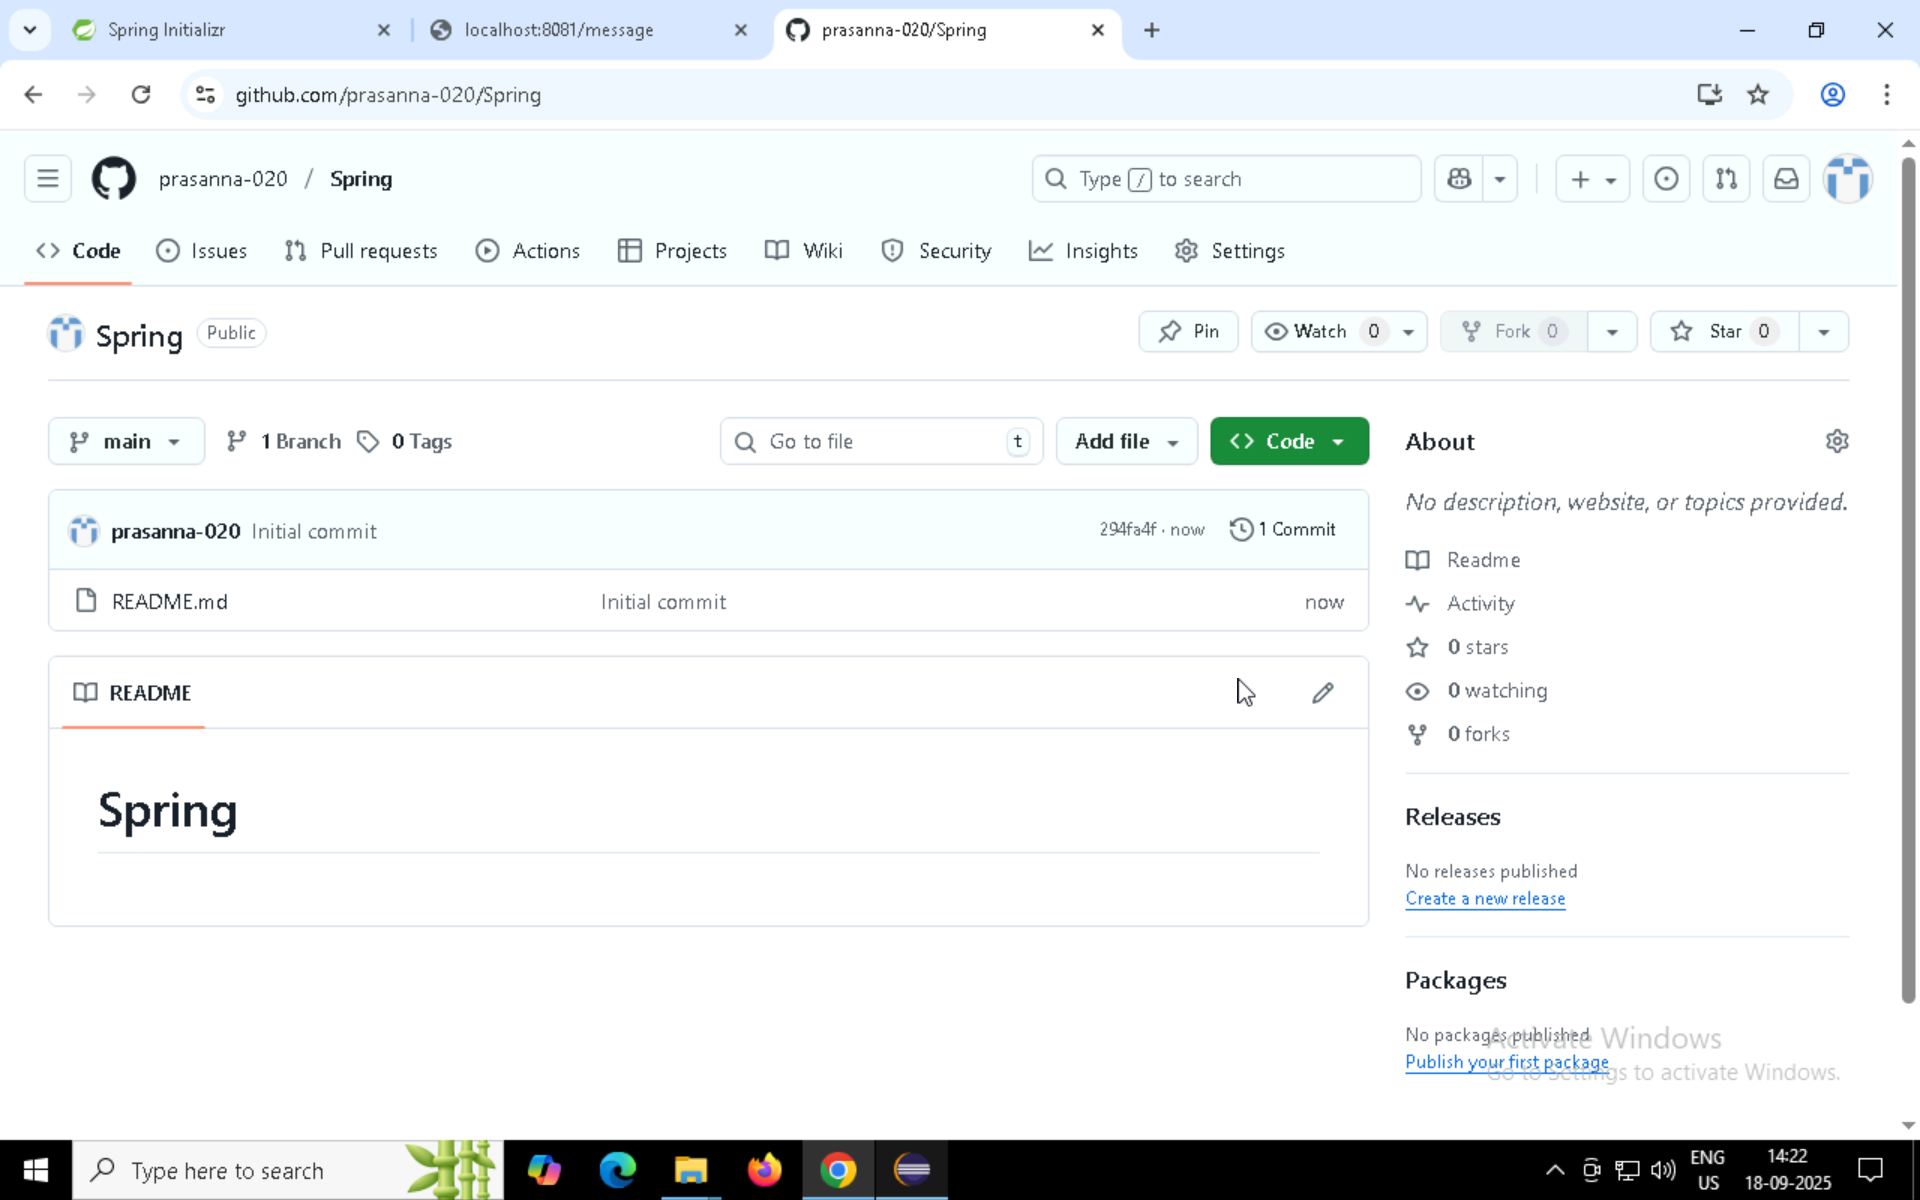 Spring Initializr
localhost:8081/message
prasanna-020/Spring
github.com/prasanna-020/Spring
prasanna-020 / Spring
Type / to search
Code
Issues
Pull requests
Actions
Projects
Wiki
Security
Insights
Settings
Spring Public
Pin
Watch 0
Fork 0
Star 0
main
1 Branch
0 Tags
Go to file t
Add file
Code
prasanna-020 Initial commit
294fa4f · now
1 Commit
README.md Initial commit now
README
Spring
About
No description, website, or topics provided.
Readme
Activity
0 stars
0 watching
0 forks
Releases
No releases published
Create a new release
Packages
No packages published
Publish your first package
Activate Windows
Go to Settings to activate Windows.
Type here to search
ENG
US
14:22
18-09-2025